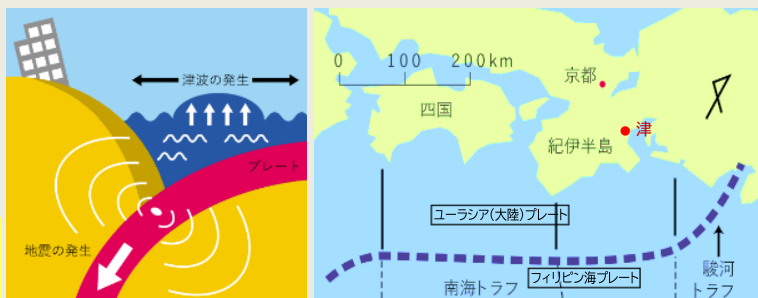 津波の発生
プレート
地震の発生
0 100 200km
京都
四国
津
紀伊半島
ユーラシア(大陸)プレート
フィリピン海プレート
南海トラフ
駿河
トラフ